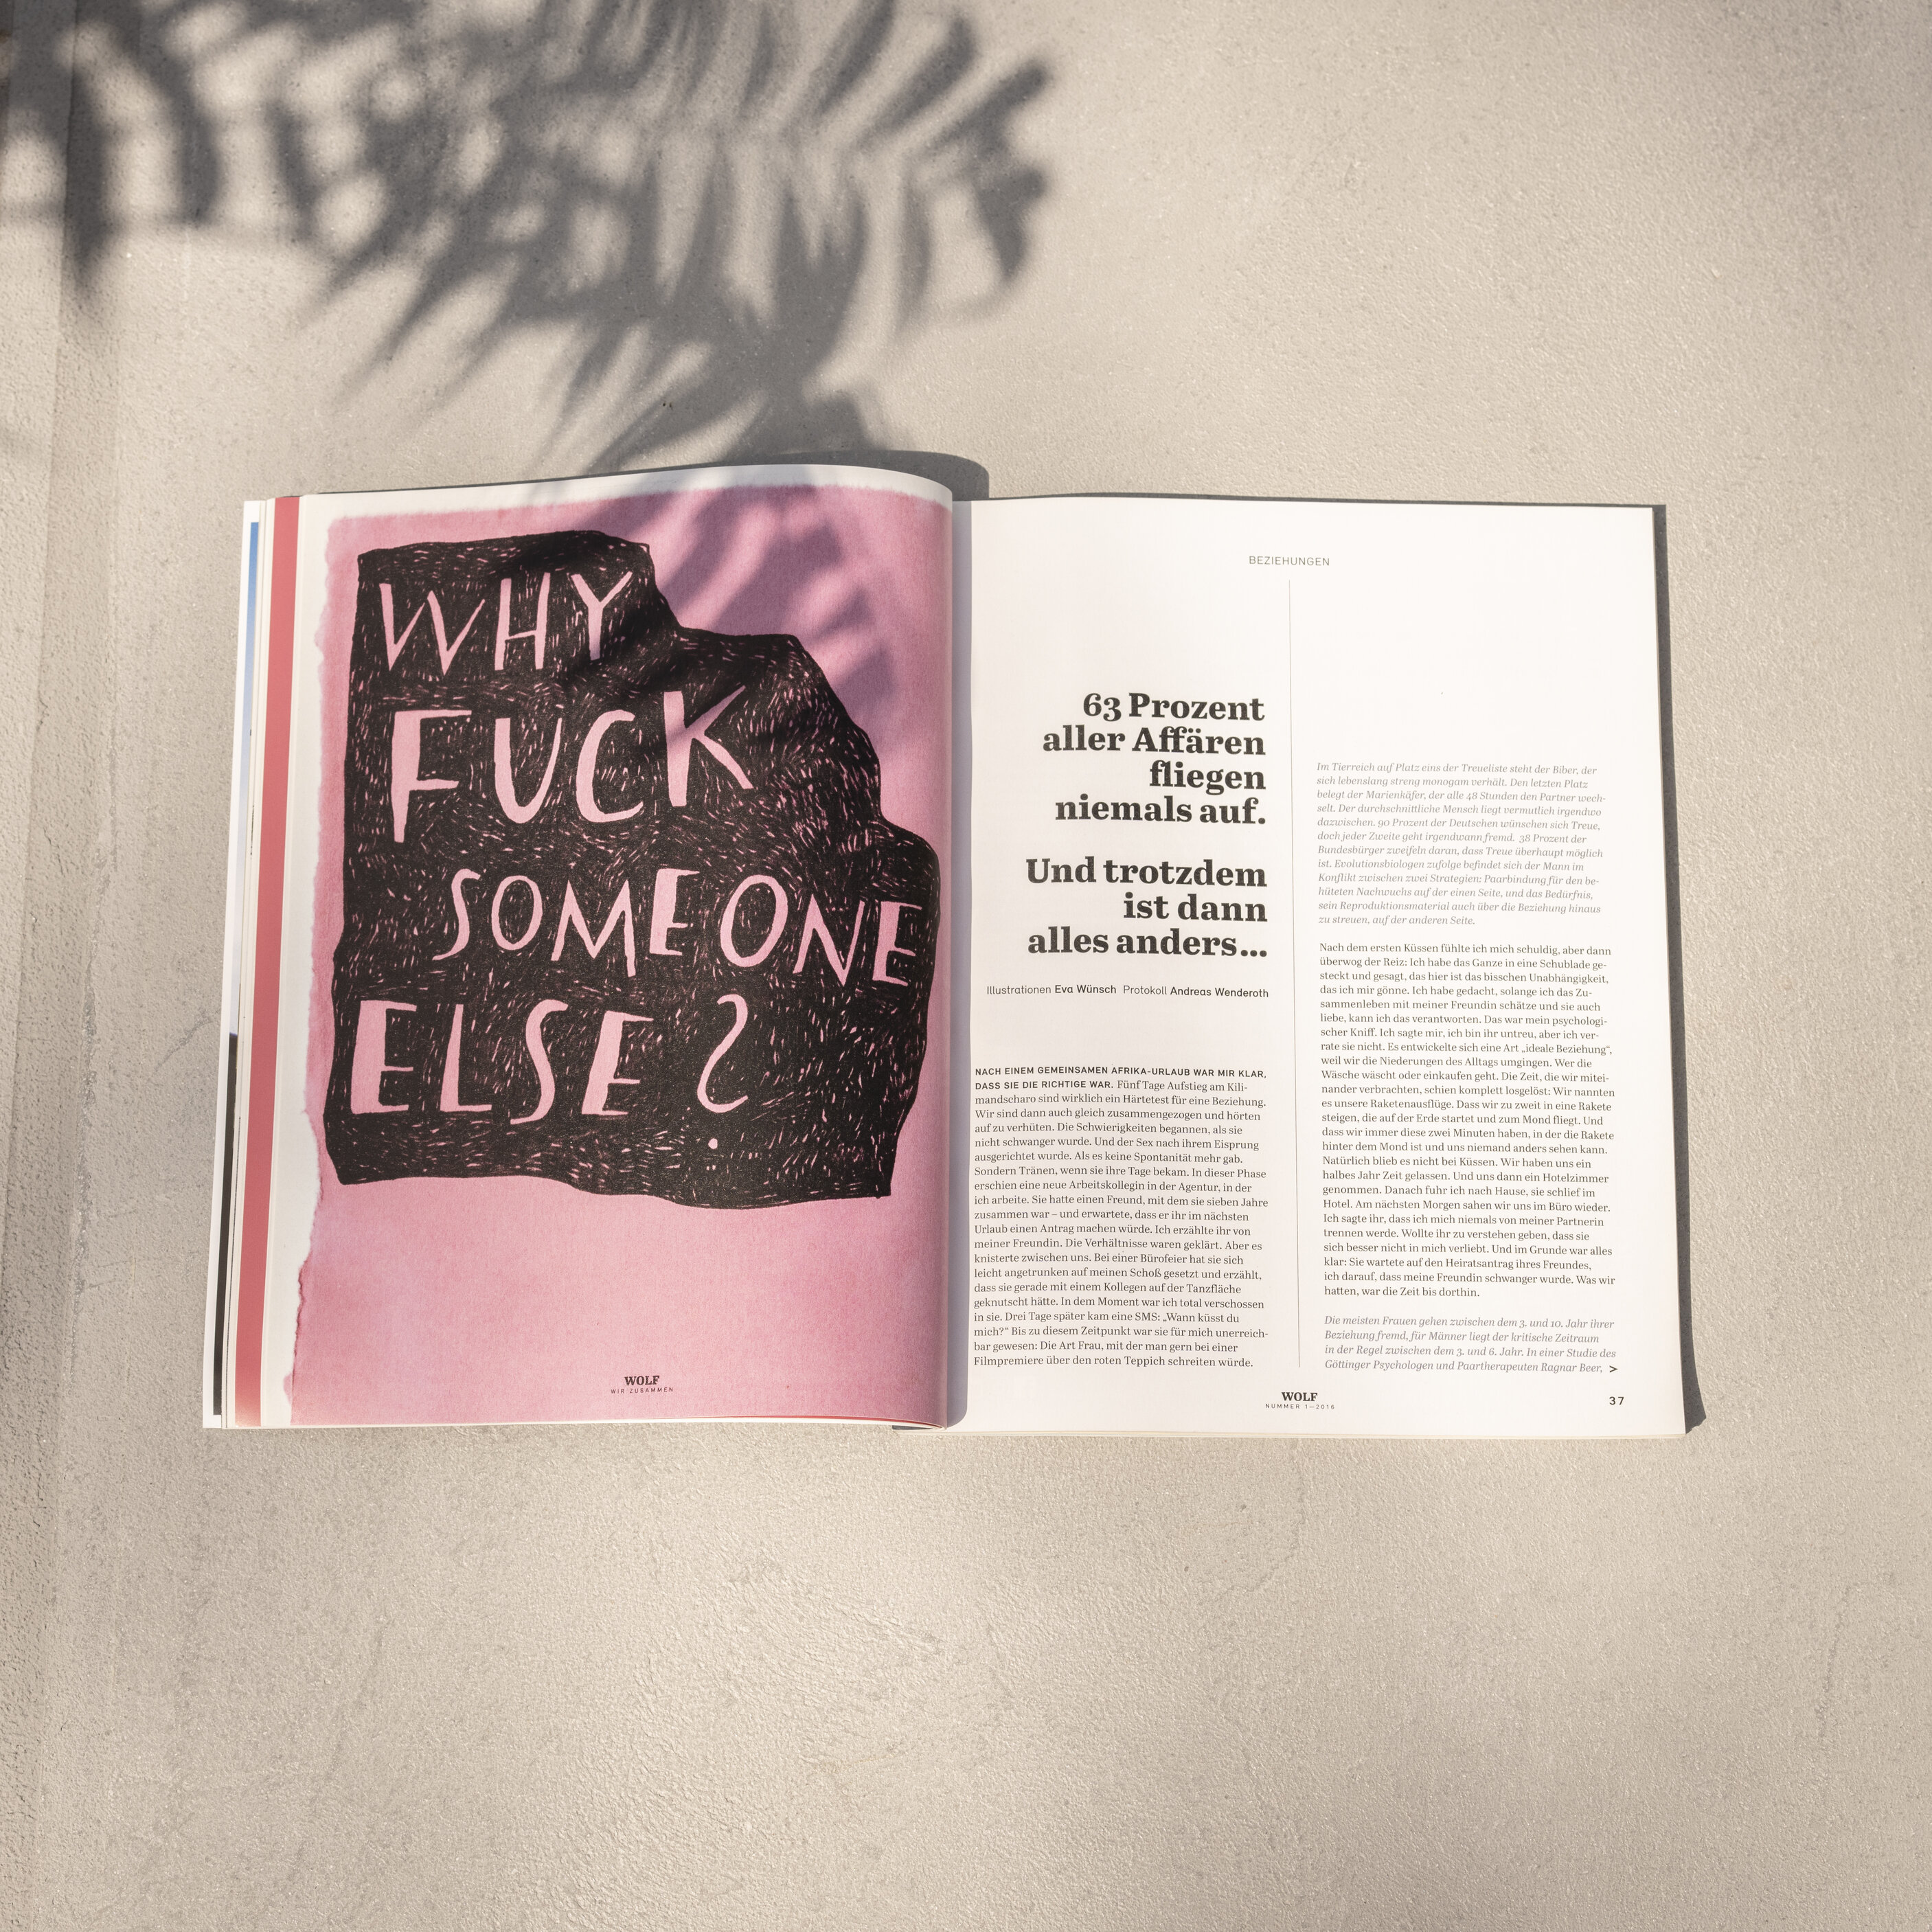 WHY
FUCK
SOMEONE
ELSE?
WOLF
WIR ZUSAMMEN
BEZIEHUNGEN
63 Prozent
aller Affären
fliegen
niemals auf.
Und trotzdem
ist dann
alles anders...
Illustrationen Eva Wünsch Protokoll Andreas Wenderoth
NACH EINEM GEMEINSAMEN AFRIKA-URLAUB WAR MIR KLAR,
DASS SIE DIE RICHTIGE WAR. Fünf Tage Aufstieg am Kili-
mandscharo sind wirklich ein Härtetest für eine Beziehung.
Wir sind dann auch gleich zusammengezogen und hörten
auf zu verhüten. Die Schwierigkeiten begannen, als sie
nicht schwanger wurde. Und der Sex nach ihrem Eisprung
ausgerichtet wurde. Als es keine Spontanität mehr gab.
Sondern Tränen, wenn sie ihre Tage bekam. In dieser Phase
erschien eine neue Arbeitskollegin in der Agentur, in der
ich arbeite. Sie hatte einen Freund, mit dem sie sieben Jahre
zusammen war – und erwartete, dass er ihr im nächsten
Urlaub einen Antrag machen würde. Ich erzählte ihr von
meiner Freundin. Die Verhältnisse waren geklärt. Aber es
knisterte zwischen uns. Bei einer Bürofeier hat sie sich
leicht angetrunken auf meinen Schoß gesetzt und erzählt,
dass sie gerade mit einem Kollegen auf der Tanzfläche
geknutscht hätte. In dem Moment war ich total verschossen
in sie. Drei Tage später kam eine SMS: „Wann küsst du
mich?“ Bis zu diesem Zeitpunkt war sie für mich unerreich-
bar gewesen: Die Art Frau, mit der man gern bei einer
Filmpremiere über den roten Teppich schreiten würde.
Im Tierreich auf Platz eins der Treueliste steht der Biber, der
sich lebenslang streng monogam verhält. Den letzten Platz
belegt der Marienkäfer, der alle 48 Stunden den Partner wech-
selt. Der durchschnittliche Mensch liegt vermutlich irgendwo
dazwischen. 90 Prozent der Deutschen wünschen sich Treue,
doch jeder Zweite geht irgendwann fremd. 38 Prozent der
Bundesbürger zweifeln daran, dass Treue überhaupt möglich
ist. Evolutionsbiologen zufolge befindet sich der Mann im
Konflikt zwischen zwei Strategien: Paarbindung für den be-
hüteten Nachwuchs auf der einen Seite, und das Bedürfnis,
sein Reproduktionsmaterial auch über die Beziehung hinaus
zu streuen, auf der anderen Seite.
Nach dem ersten Küssen fühlte ich mich schuldig, aber dann
überwog der Reiz: Ich habe das Ganze in eine Schublade ge-
steckt und gesagt, das hier ist das bisschen Unabhängigkeit,
das ich mir gönne. Ich habe gedacht, solange ich das Zu-
sammenleben mit meiner Freundin schätze und sie auch
liebe, kann ich das verantworten. Das war mein psychologi-
scher Kniff. Ich sagte mir, ich bin ihr untreu, aber ich ver-
rate sie nicht. Es entwickelte sich eine Art „ideale Beziehung“,
weil wir die Niederungen des Alltags umgingen. Wer die
Wäsche wäscht oder einkaufen geht. Die Zeit, die wir mitei-
nander verbrachten, schien komplett losgelöst: Wir nannten
es unsere Raketenausflüge. Dass wir zu zweit in eine Rakete
steigen, die auf der Erde startet und zum Mond fliegt. Und
dass wir immer diese zwei Minuten haben, in der die Rakete
hinter dem Mond ist und uns niemand anders sehen kann.
Natürlich blieb es nicht bei Küssen. Wir haben uns ein
halbes Jahr Zeit gelassen. Und uns dann ein Hotelzimmer
genommen. Danach fuhr ich nach Hause, sie schlief im
Hotel. Am nächsten Morgen sahen wir uns im Büro wieder.
Ich sagte ihr, dass ich mich niemals von meiner Partnerin
trennen werde. Wollte ihr zu verstehen geben, dass sie
sich besser nicht in mich verliebt. Und im Grunde war alles
klar: Sie wartete auf den Heiratsantrag ihres Freundes,
ich darauf, dass meine Freundin schwanger wurde. Was wir
hatten, war die Zeit bis dorthin.
Die meisten Frauen gehen zwischen dem 3. und 10. Jahr ihrer
Beziehung fremd, für Männer liegt der kritische Zeitraum
in der Regel zwischen dem 3. und 6. Jahr. In einer Studie des
Göttinger Psychologen und Paartherapeuten Ragnar Beer, >
WOLF
NUMMER 1—2016
37